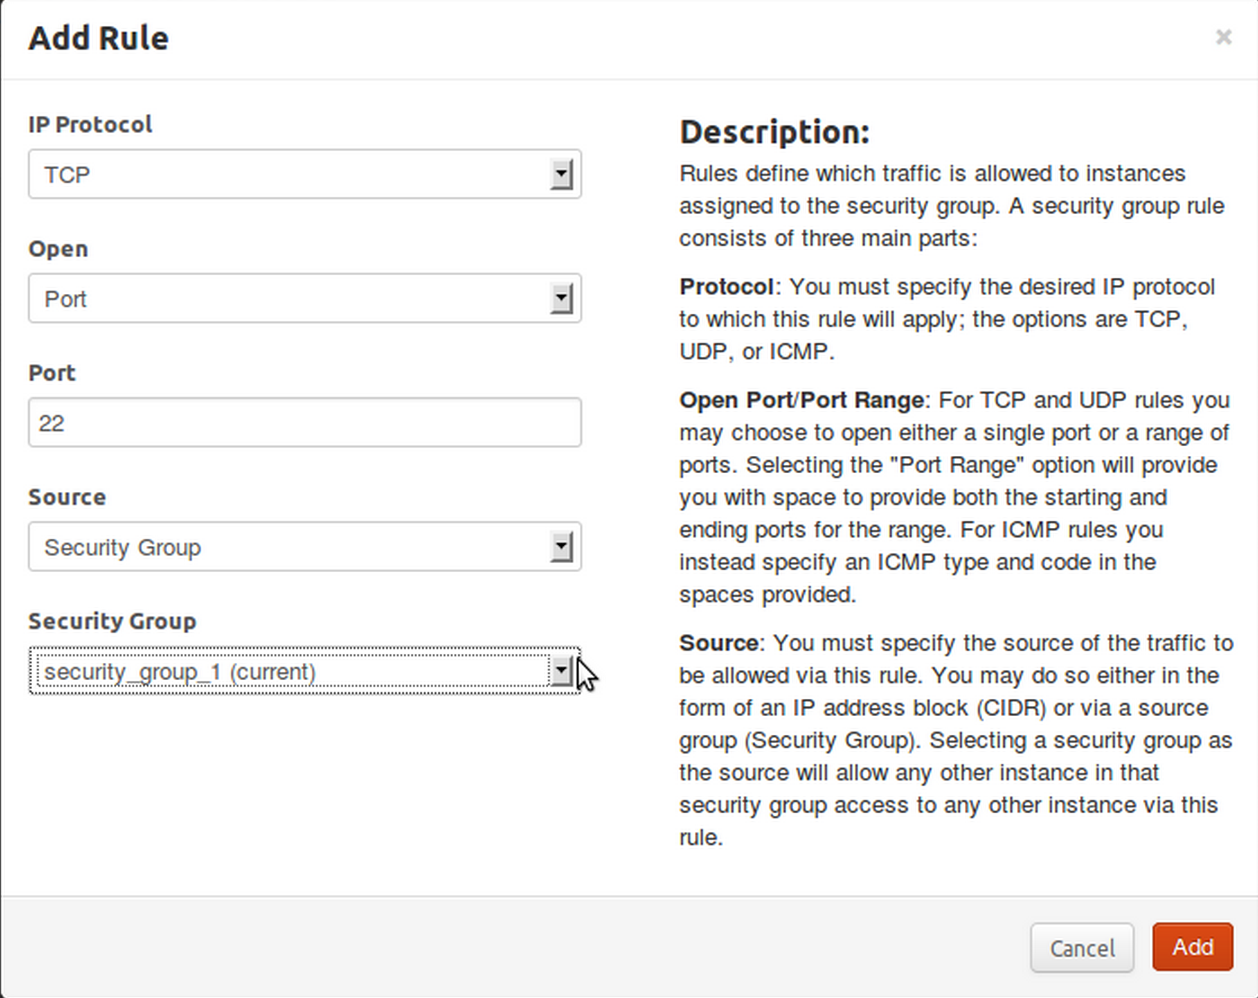 Add Rule
×
IP Protocol
TCP
Open
Port
Port
22
Source
Security Group
Security Group
security_group_1 (current)
Description:
Rules define which traffic is allowed to instances
assigned to the security group. A security group rule
consists of three main parts:
Protocol: You must specify the desired IP protocol
to which this rule will apply; the options are TCP,
UDP, or ICMP.
Open Port/Port Range: For TCP and UDP rules you
may choose to open either a single port or a range of
ports. Selecting the "Port Range" option will provide
you with space to provide both the starting and
ending ports for the range. For ICMP rules you
instead specify an ICMP type and code in the
spaces provided.
Source: You must specify the source of the traffic to
be allowed via this rule. You may do so either in the
form of an IP address block (CIDR) or via a source
group (Security Group). Selecting a security group as
the source will allow any other instance in that
security group access to any other instance via this
rule.
Cancel
Add